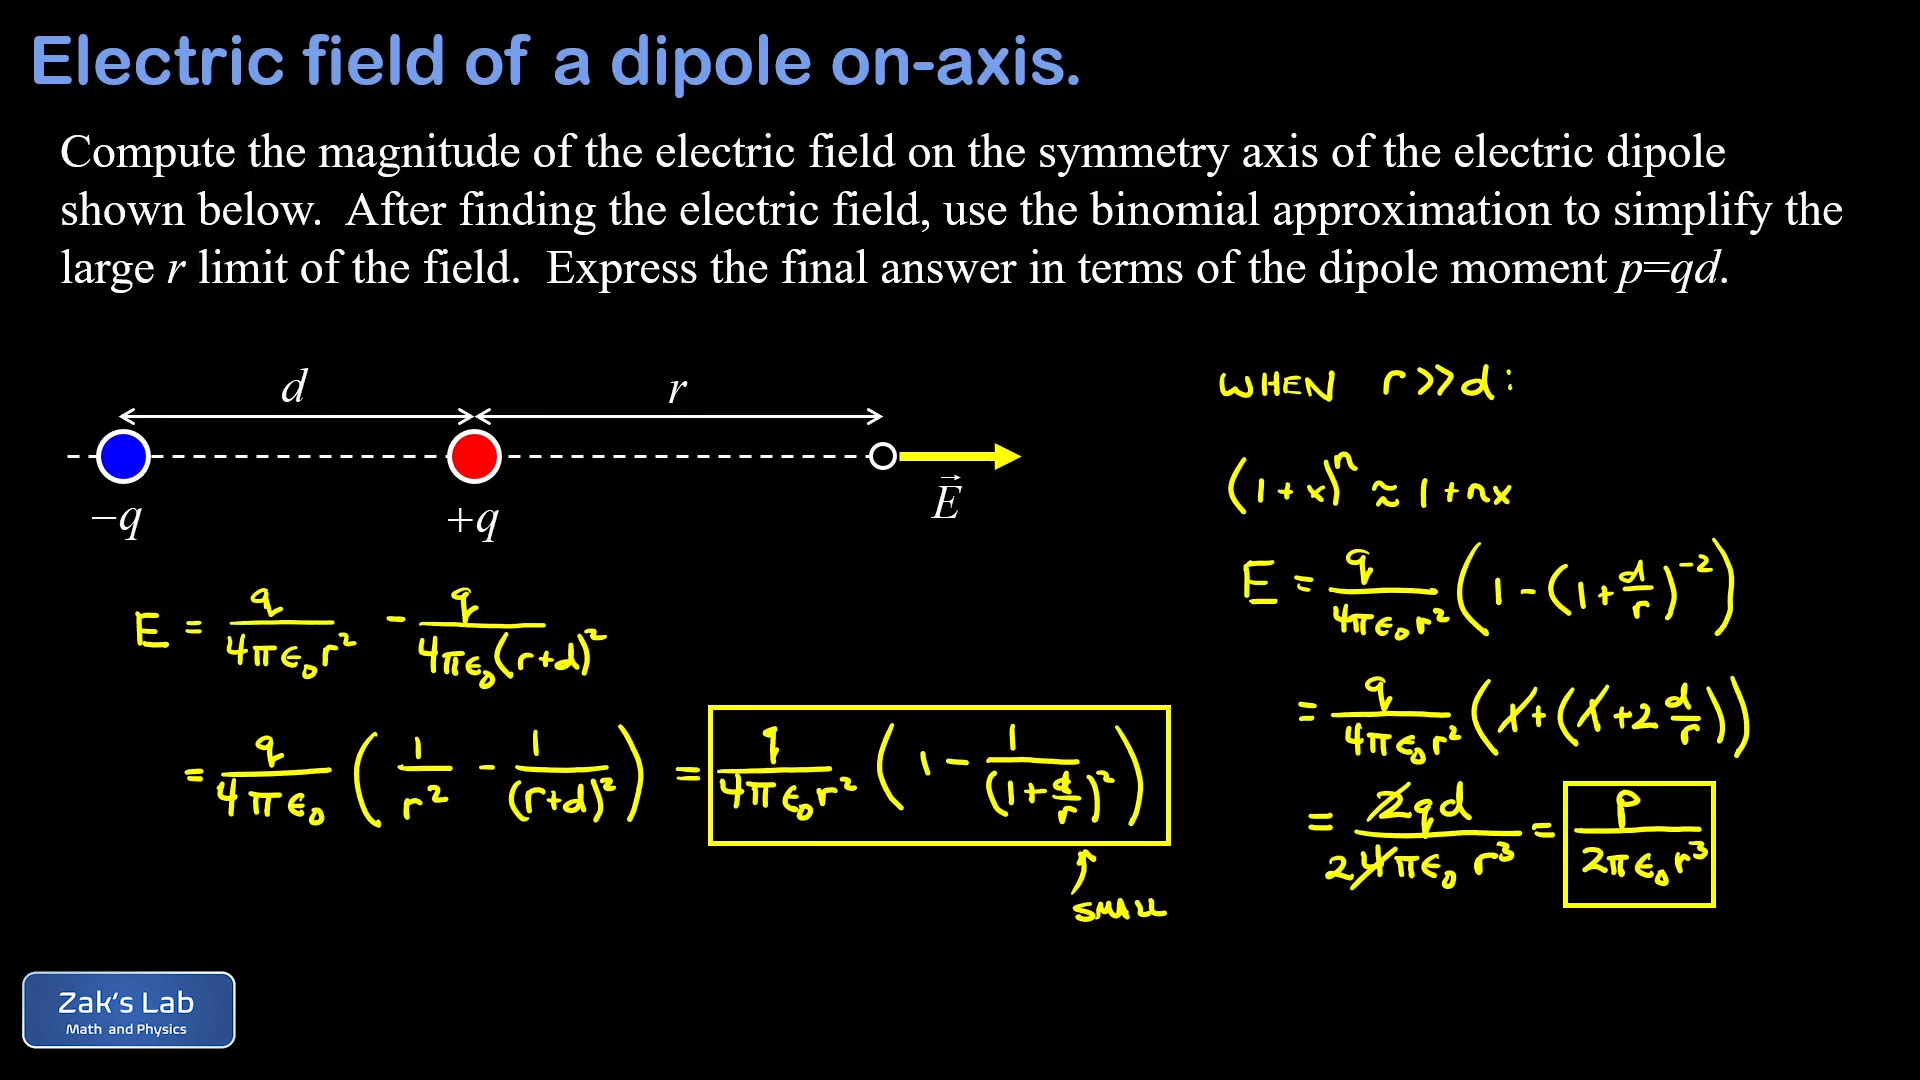 Electric field of a dipole on-axis.
Compute the magnitude of the electric field on the symmetry axis of the electric dipole
shown below. After finding the electric field, use the binomial approximation to simplify the
large r limit of the field. Express the final answer in terms of the dipole moment p=qd.
d
r
−q
+q
E⃗
E = q/(4πε₀r²) - q/(4πε₀(r+d)²)
= q/(4πε₀) (1/r² - 1/(r+d)²) = q/(4πε₀r²) (1 - 1/(1+d/r)²)
↑
SMALL
WHEN r>>d:
(1+x)ⁿ ≈ 1+nx
E = q/(4πε₀r²) (1-(1+d/r)⁻²)
= q/(4πε₀r²) (1+(1+2d/r))
= 2qd/(2 4πε₀r³) = p/(2πε₀r³)
Zak's Lab
Math and Physics